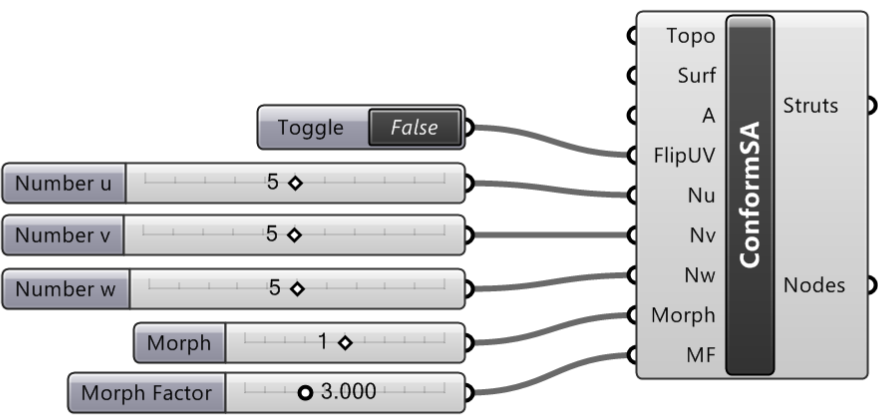 Toggle False
Number u 5
Number v 5
Number w 5
Morph 1
Morph Factor 3.000
Topo
Surf
A
FlipUV
Nu
Nv
Nw
Morph
MF
ConformSA
Struts
Nodes